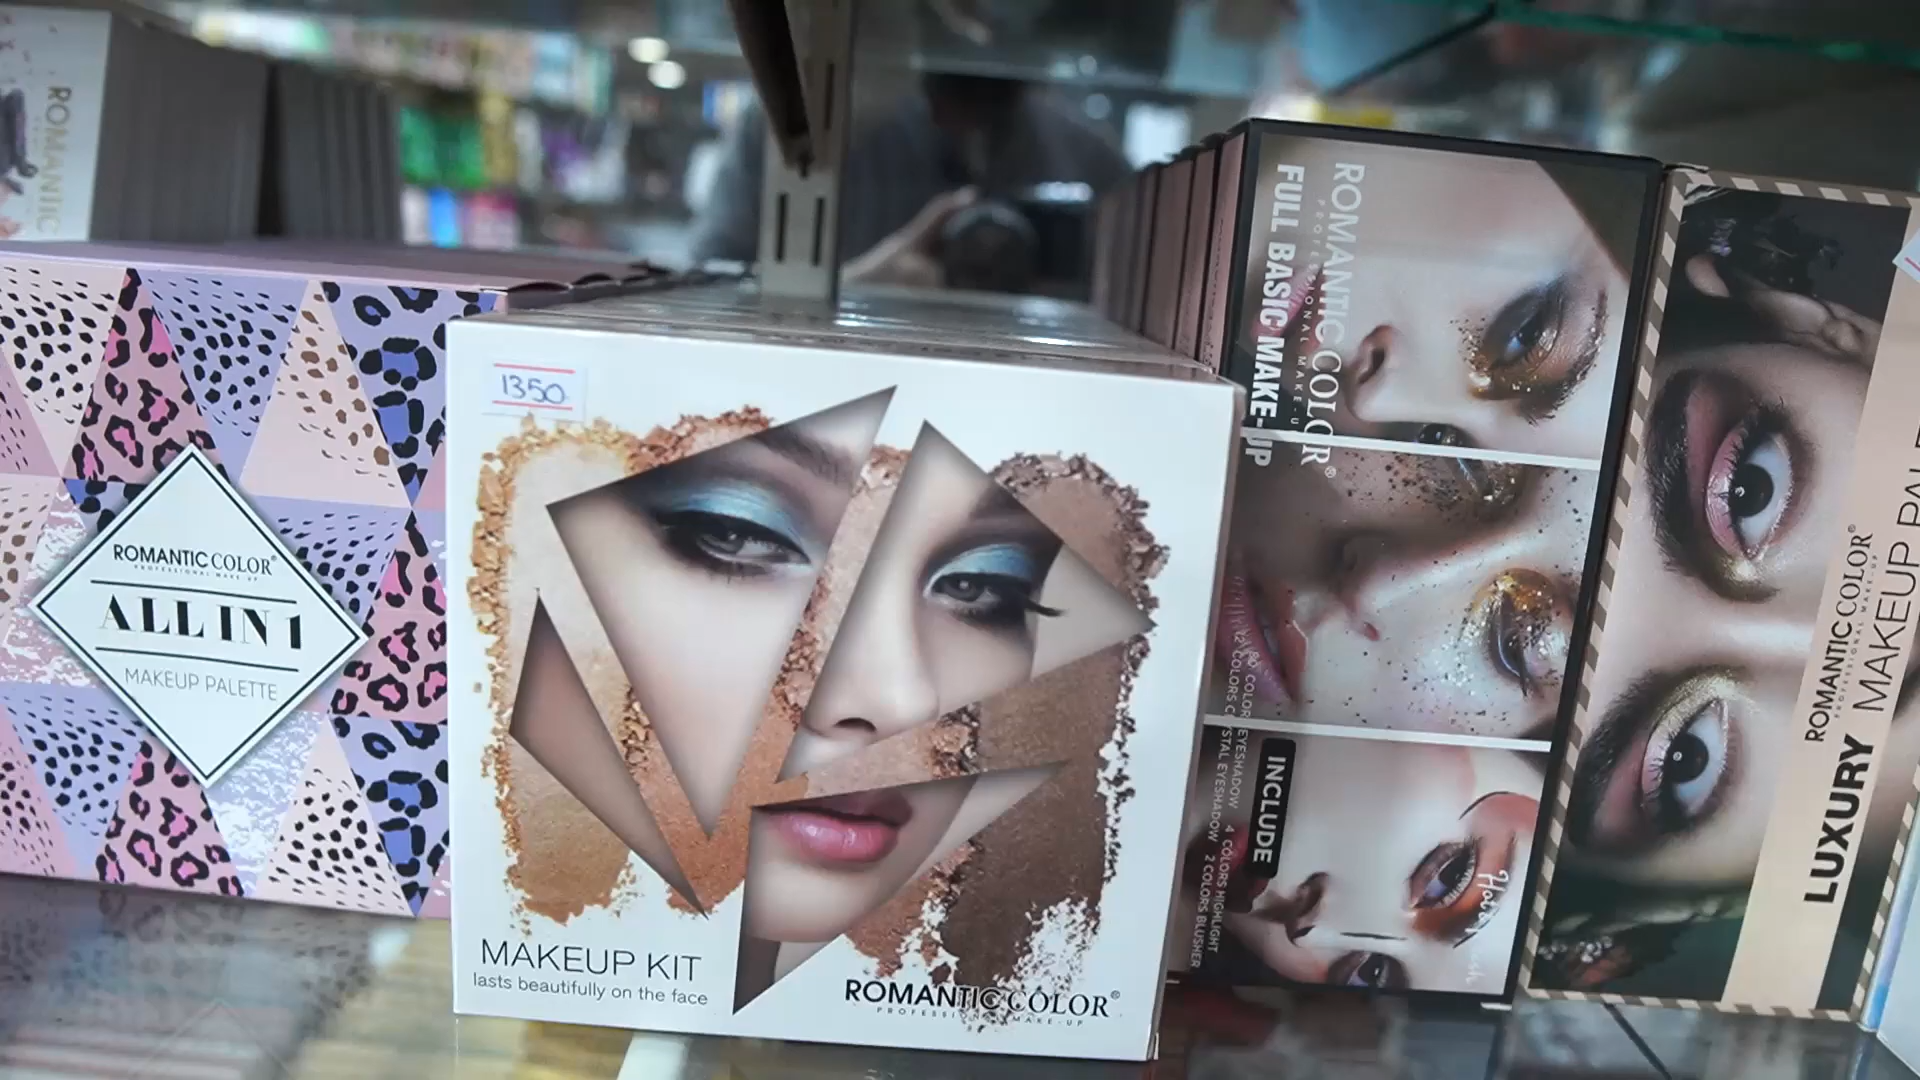 ROMANTIC
ROMANTIC COLOR®
PROFESSIONAL MAKE-UP
ALL IN 1
MAKEUP PALETTE
1350
MAKEUP KIT
lasts beautifully on the face
ROMANTIC COLOR®
PROFESSIONAL MAKE-UP
ROMANTIC COLOR®
PROFESSIONAL MAKE-UP
FULL BASIC MAKE-UP
INCLUDE
EYESHADOW 4 COLORS HIGHLIGHT
EYESHADOW 2 COLORS BLUSHER
ROMANTIC COLOR®
PROFESSIONAL MAKE-UP
LUXURY MAKEUP